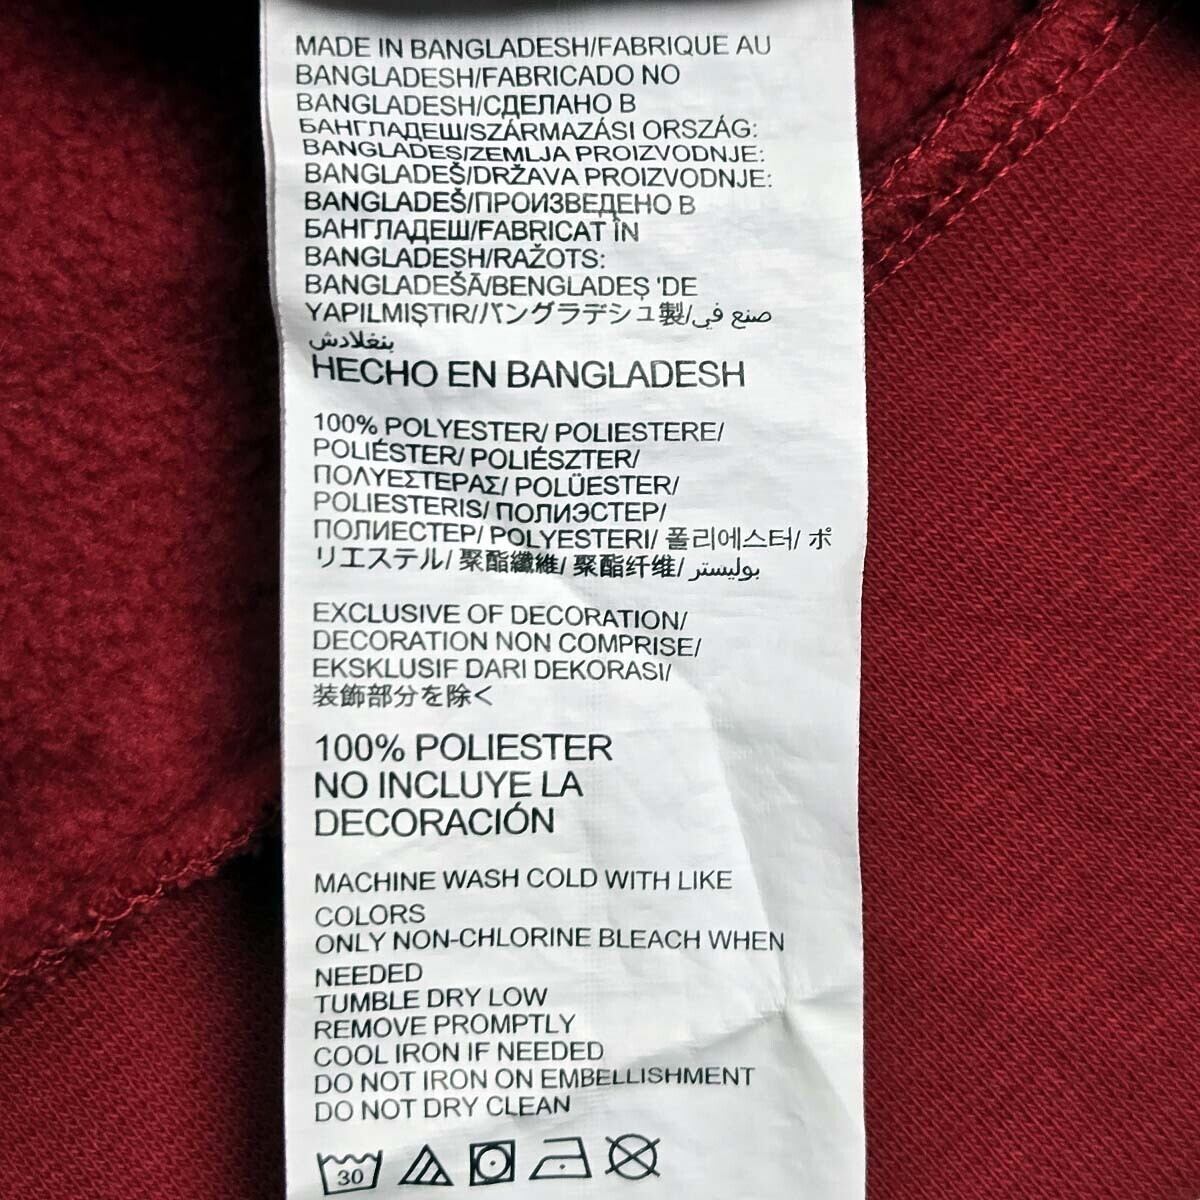 MADE IN BANGLADESH/FABRIQUE AU
BANGLADESH/FABRICADO NO
BANGLADESH/СДЕЛАНО В
БАНГЛАДЕШ/SZÁRMAZÁSI ORSZÁG:
BANGLADES/ZEMLJA PROIZVODNJE:
BANGLADEŠ/DRŽAVA PROIZVODNJE:
BANGLADEŠ/ПРОИЗВЕДЕНО В
БАНГЛАДЕШ/FABRICAT ÎN
BANGLADESH/RAŽOTS:
BANGLADEŠĀ/BENGLADEŞ 'DE
YAPILMIŞTIR/バングラデシュ製/صنع في
بنغلادش
HECHO EN BANGLADESH
100% POLYESTER/ POLIESTERE/
POLIÉSTER/ POLIÉSZTER/
ΠΟΛΥΕΣΤΕΡΑΣ/ POLÜESTER/
POLIESTERIS/ ПОЛИЭСТЕР/
ПОЛИЕСТЕР/ POLYESTERI/ 폴리에스터/ ポ
リエステル/ 聚酯纖維/ 聚酯纤维/ بوليستر
EXCLUSIVE OF DECORATION/
DECORATION NON COMPRISE/
EKSKLUSIF DARI DEKORASI/
装飾部分を除く
100% POLIESTER
NO INCLUYE LA
DECORACIÓN
MACHINE WASH COLD WITH LIKE
COLORS
ONLY NON-CHLORINE BLEACH WHEN
NEEDED
TUMBLE DRY LOW
REMOVE PROMPTLY
COOL IRON IF NEEDED
DO NOT IRON ON EMBELLISHMENT
DO NOT DRY CLEAN
30